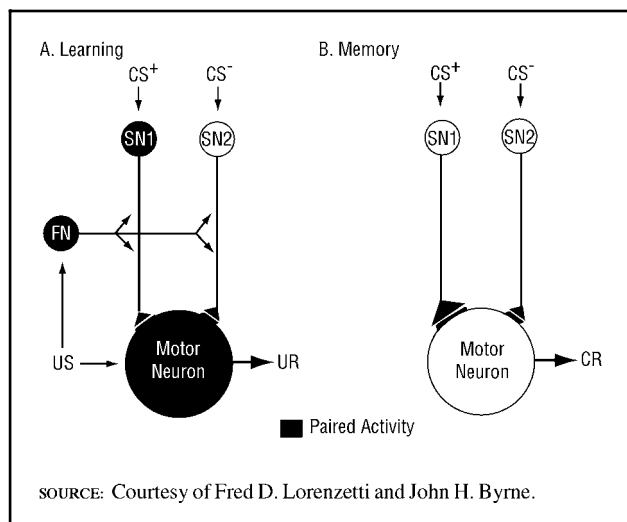 A. Learning
B. Memory
CS+
CS-
CS+
CS-
SN1
SN2
SN1
SN2
FN
US
Motor
Neuron
UR
Motor
Neuron
CR
Paired Activity
SOURCE: Courtesy of Fred D. Lorenzetti and John H. Byrne.